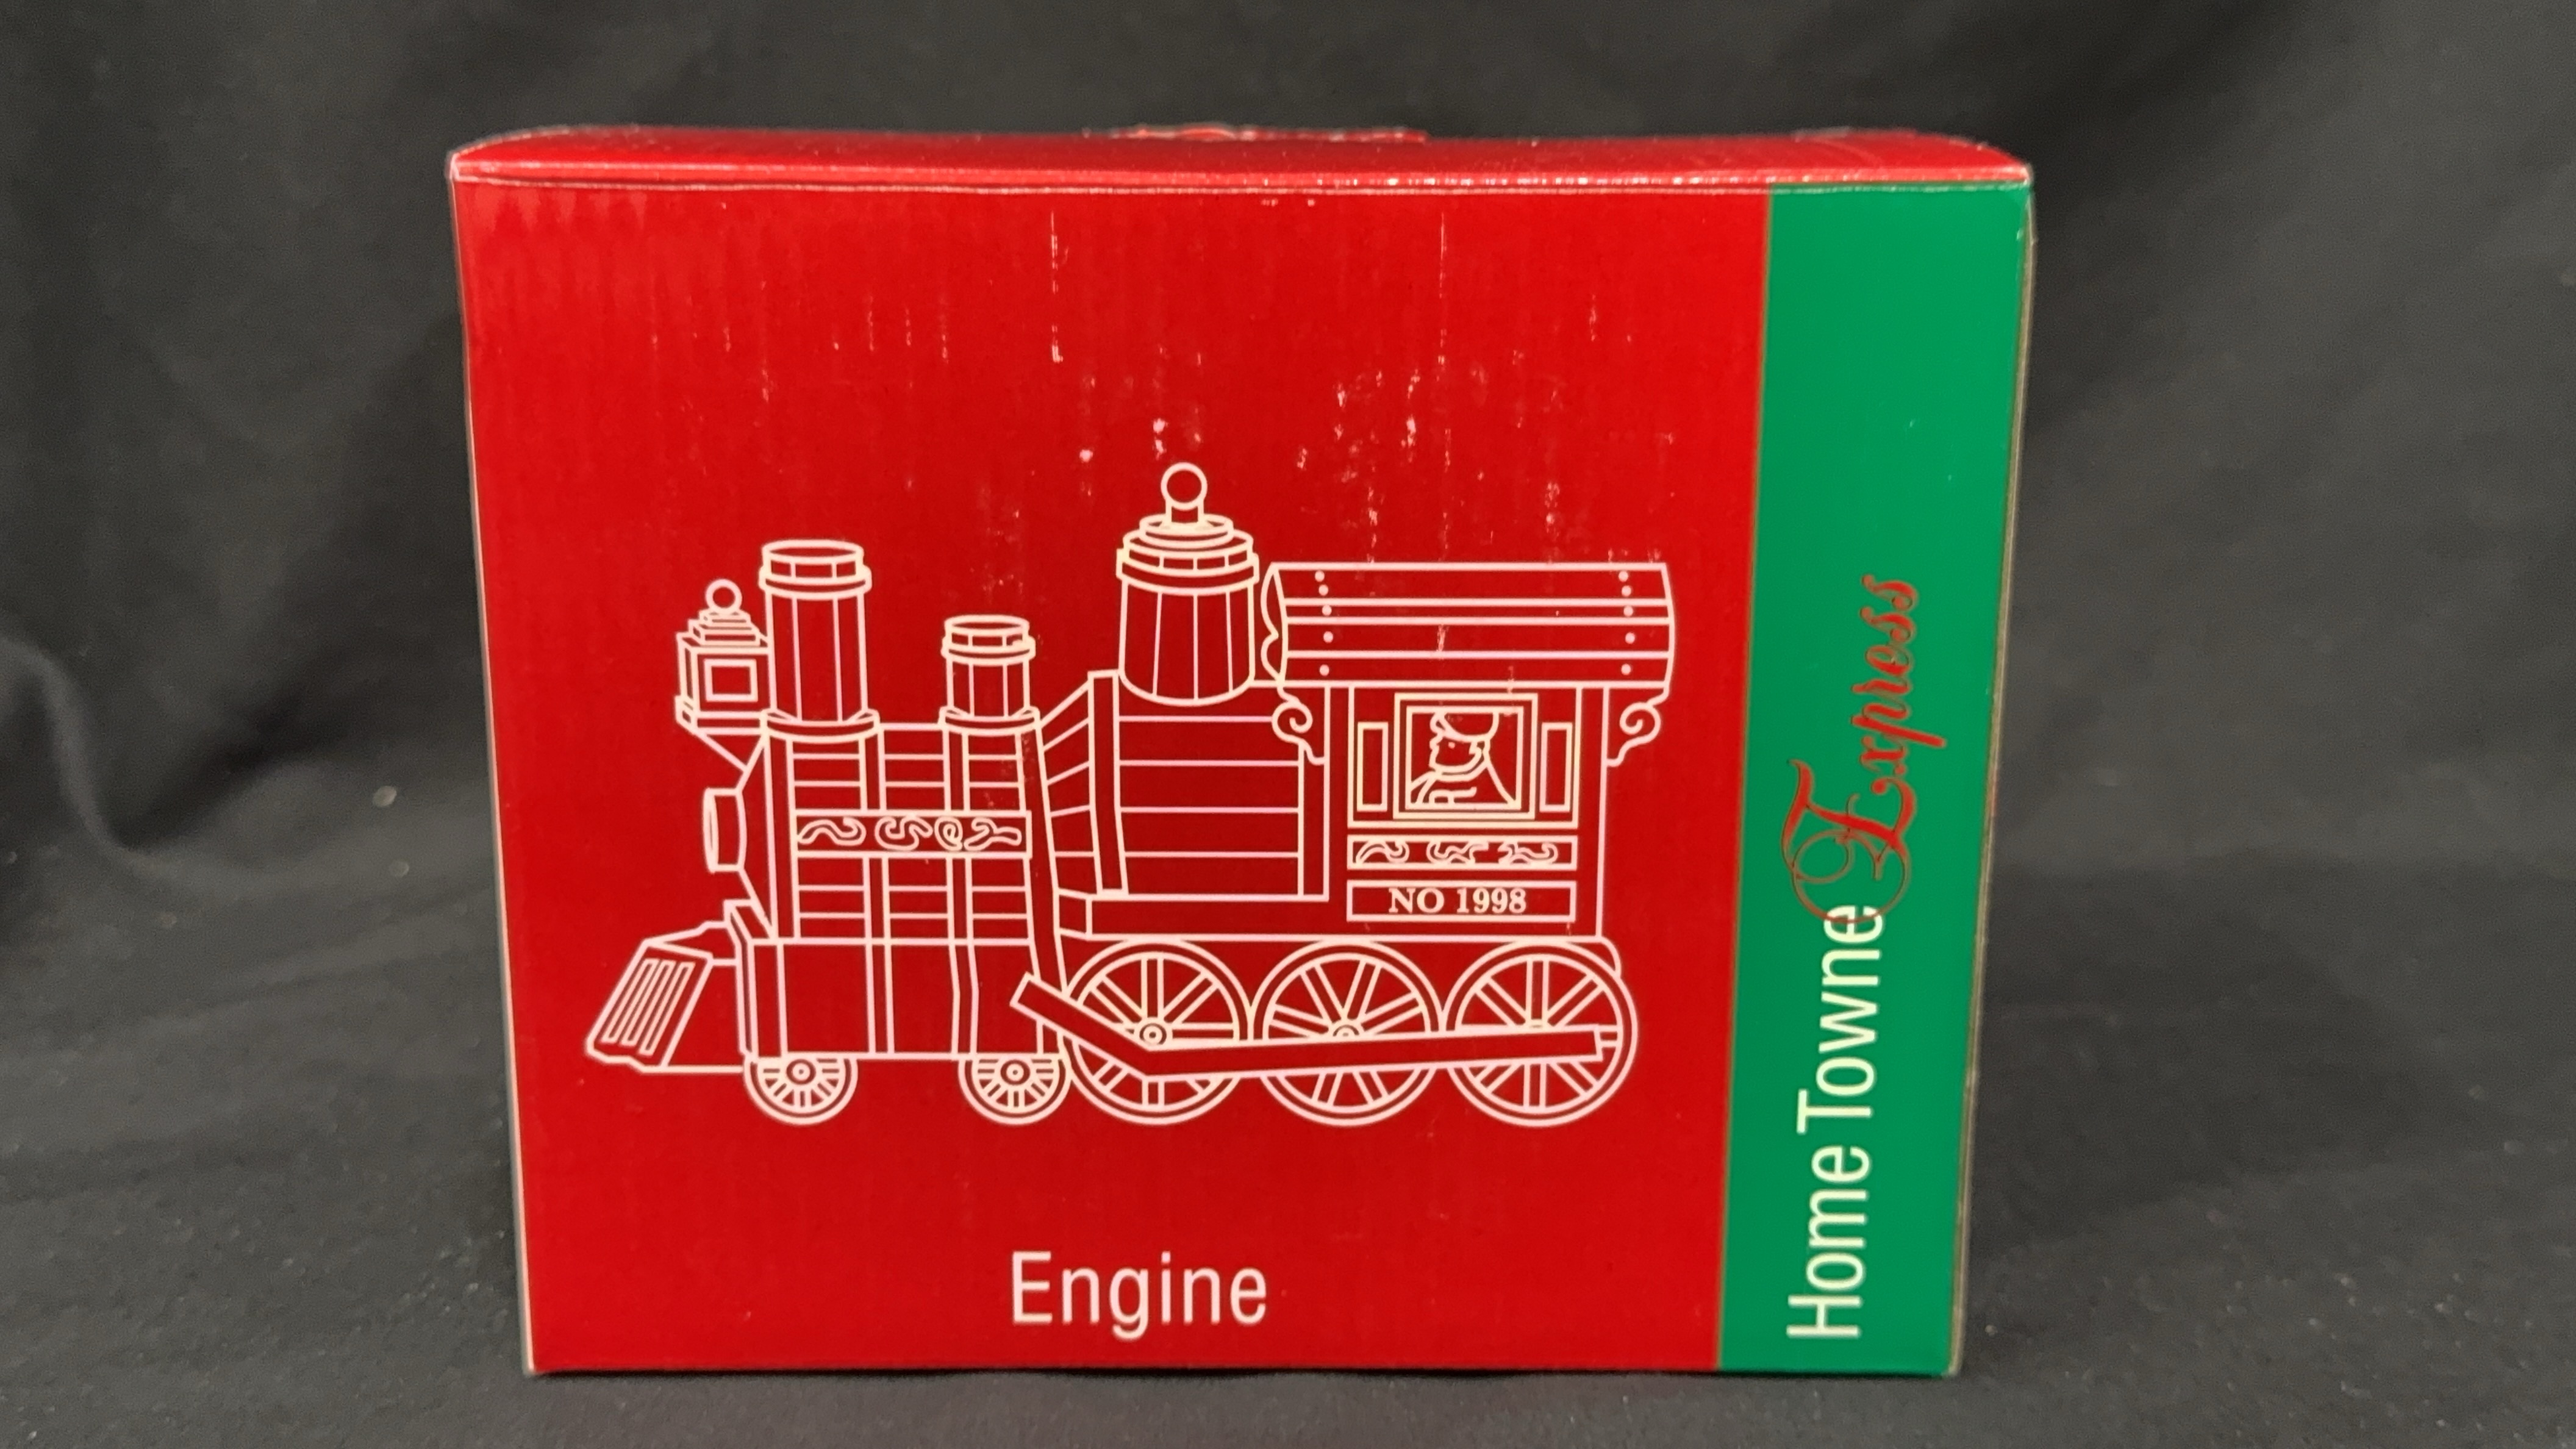 NO 1998
Engine
Home Towne Express